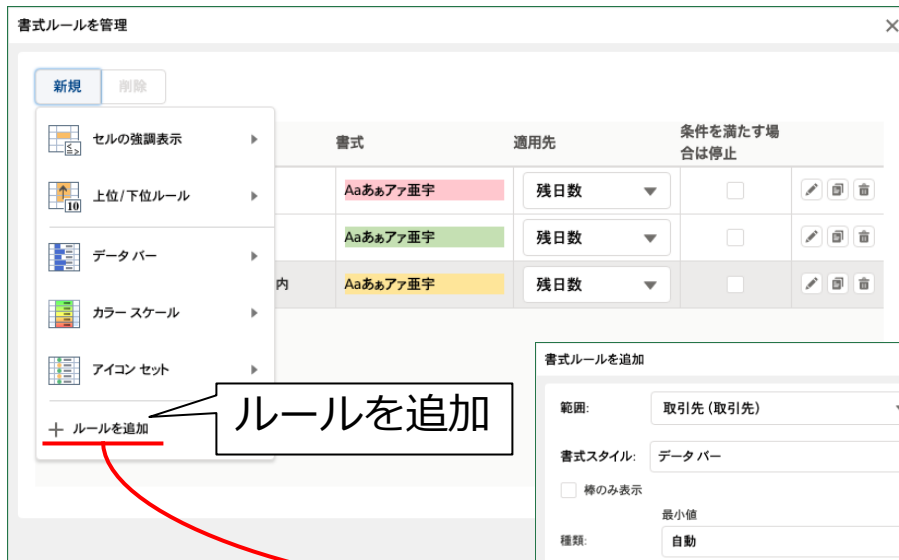 書式ルールを管理
新規 削除
セルの強調表示
上位/下位ルール
10
データ バー
カラー スケール
アイコン セット
ルールを追加
書式 適用先 条件を満たす場
合は停止
Aaあぁアァ亜宇 残日数
Aaあぁアァ亜宇 残日数
内 Aaあぁアァ亜宇 残日数
ルールを追加
書式ルールを追加
範囲: 取引先 (取引先)
書式スタイル: データ バー
棒のみ表示
最小値
種類: 自動